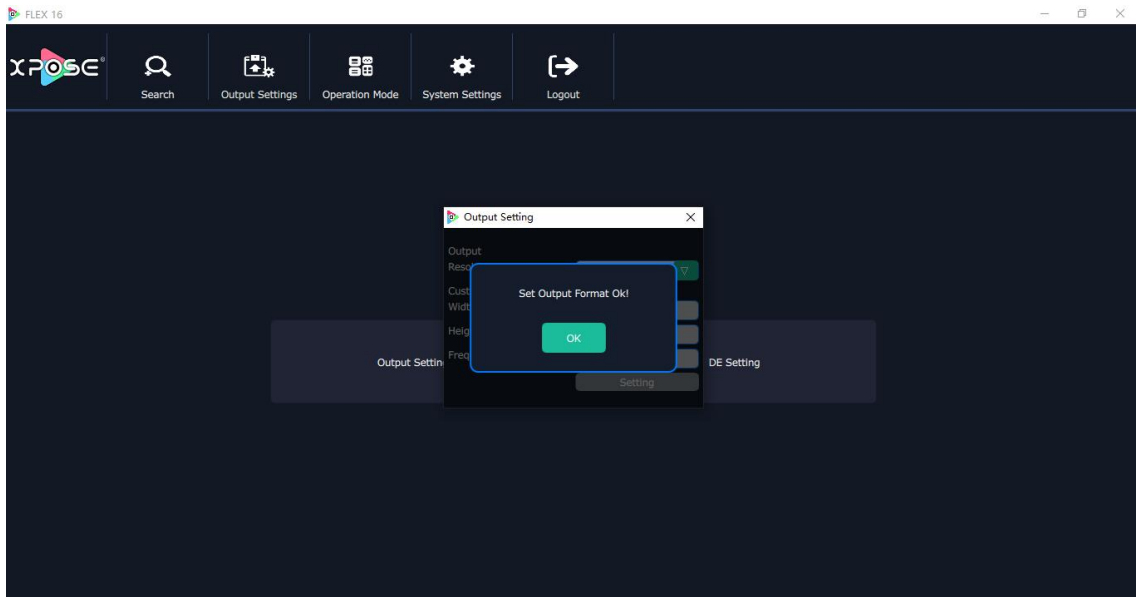 FLEX 16
XPOSE®
Search
Output Settings
Operation Mode
System Settings
Logout
Output Setting
Output
Set Output Format Ok!
OK
Setting
Output
DE Setting